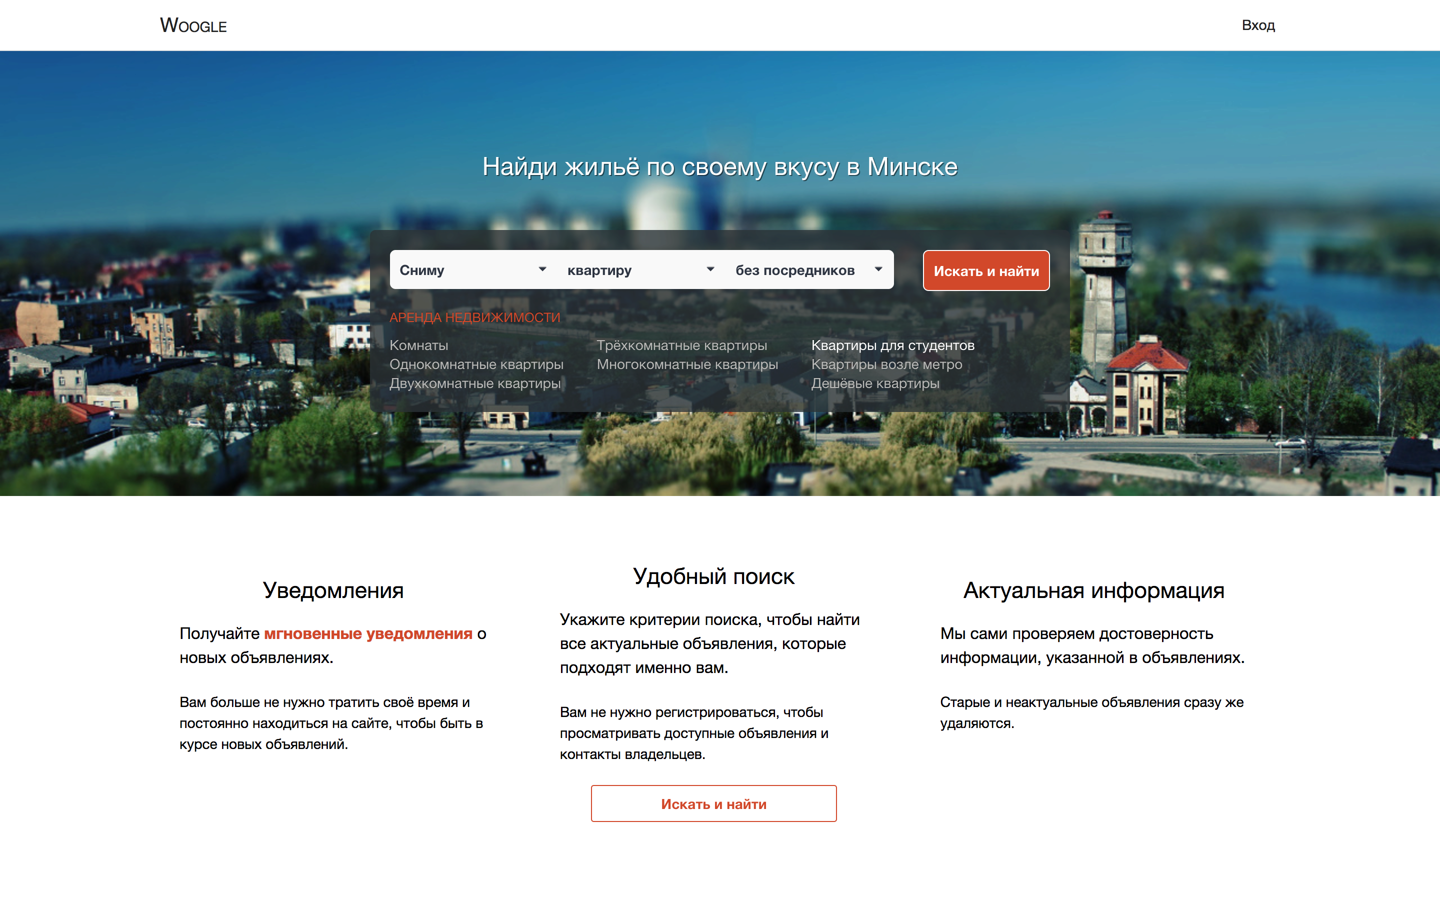 Woogle
Вход
Найди жильё по своему вкусу в Минске
Сниму
квартиру
без посредников
Искать и найти
АРЕНДА НЕДВИЖИМОСТИ
Комнаты
Однокомнатные квартиры
Двухкомнатные квартиры
Трёхкомнатные квартиры
Многокомнатные квартиры
Квартиры для студентов
Квартиры возле метро
Дешёвые квартиры
Уведомления
Получайте мгновенные уведомления о
новых объявлениях.
Вам больше не нужно тратить своё время и
постоянно находиться на сайте, чтобы быть в
курсе новых объявлений.
Удобный поиск
Укажите критерии поиска, чтобы найти
все актуальные объявления, которые
подходят именно вам.
Вам не нужно регистрироваться, чтобы
просматривать доступные объявления и
контакты владельцев.
Искать и найти
Актуальная информация
Мы сами проверяем достоверность
информации, указанной в объявлениях.
Старые и неактуальные объявления сразу же
удаляются.